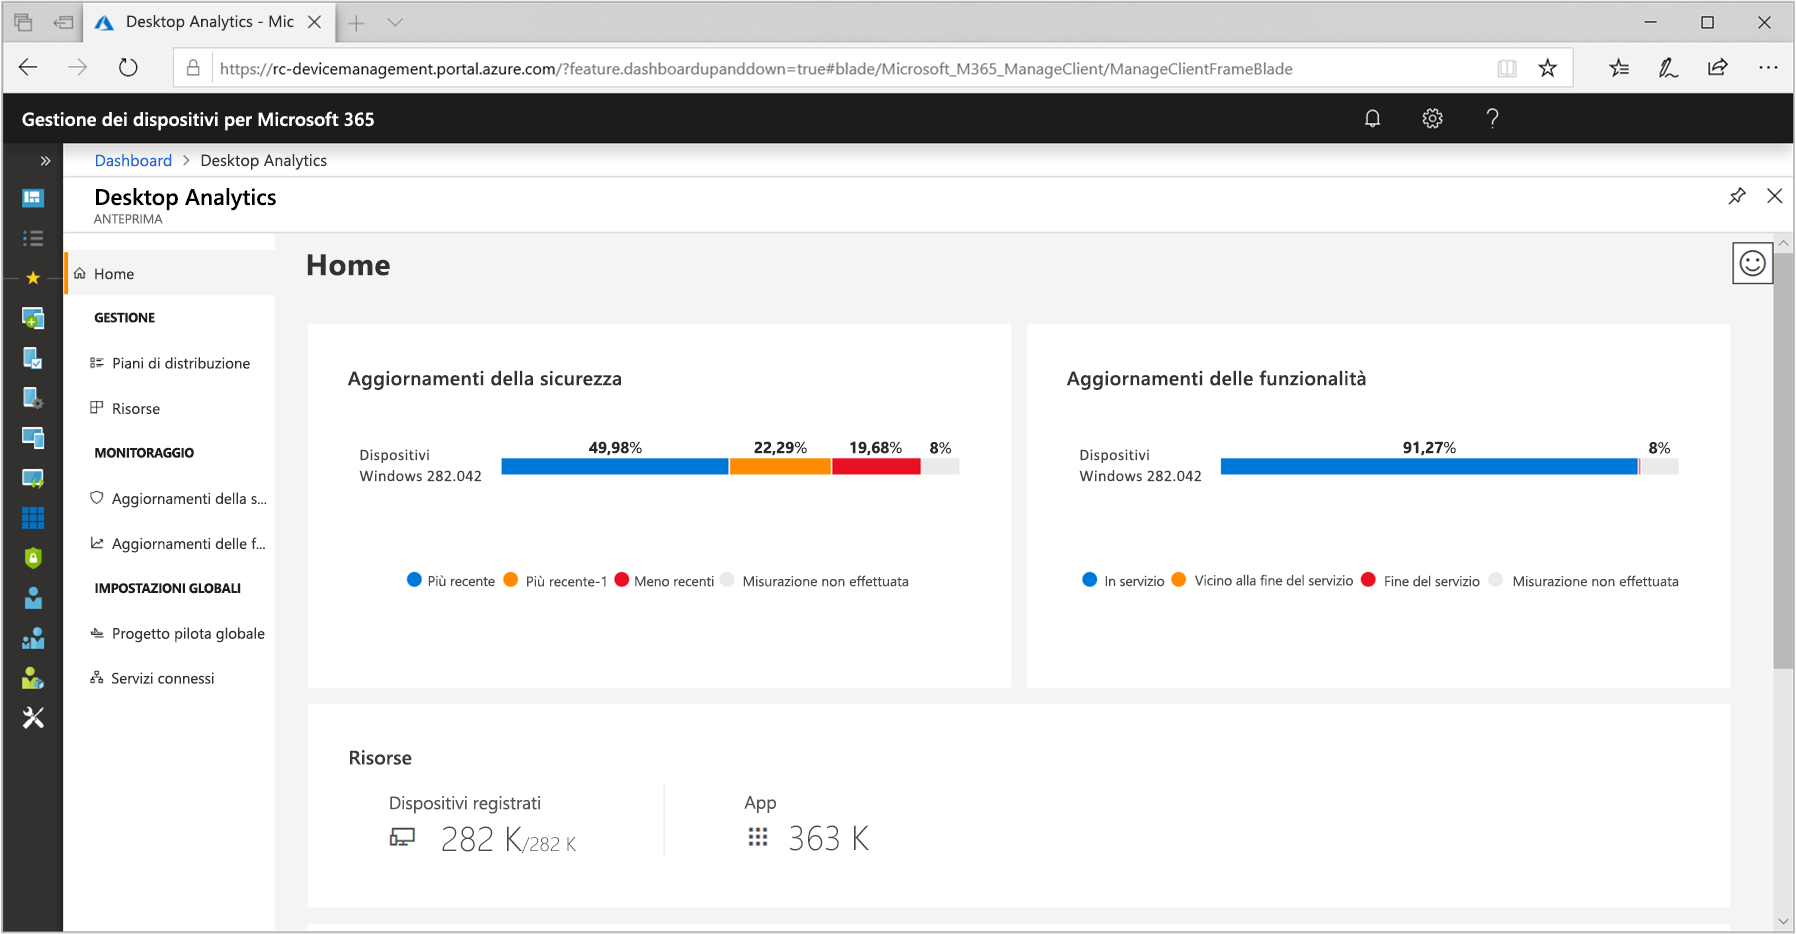 Desktop Analytics - Mic
https://rc-devicemanagement.portal.azure.com/?feature.dashboardupanddown=true#blade/Microsoft_M365_ManageClient/ManageClientFrameBlade
Gestione dei dispositivi per Microsoft 365
Dashboard > Desktop Analytics
Desktop Analytics
ANTEPRIMA
Home
GESTIONE
Piani di distribuzione
Risorse
MONITORAGGIO
Aggiornamenti della s...
Aggiornamenti delle f...
IMPOSTAZIONI GLOBALI
Progetto pilota globale
Servizi connessi
Home
Aggiornamenti della sicurezza
49,98% 22,29% 19,68% 8%
Dispositivi
Windows 282.042
Più recente Più recente-1 Meno recenti Misurazione non effettuata
Aggiornamenti delle funzionalità
91,27% 8%
Dispositivi
Windows 282.042
In servizio Vicino alla fine del servizio Fine del servizio Misurazione non effettuata
Risorse
Dispositivi registrati
282 K/282 K
App
363 K